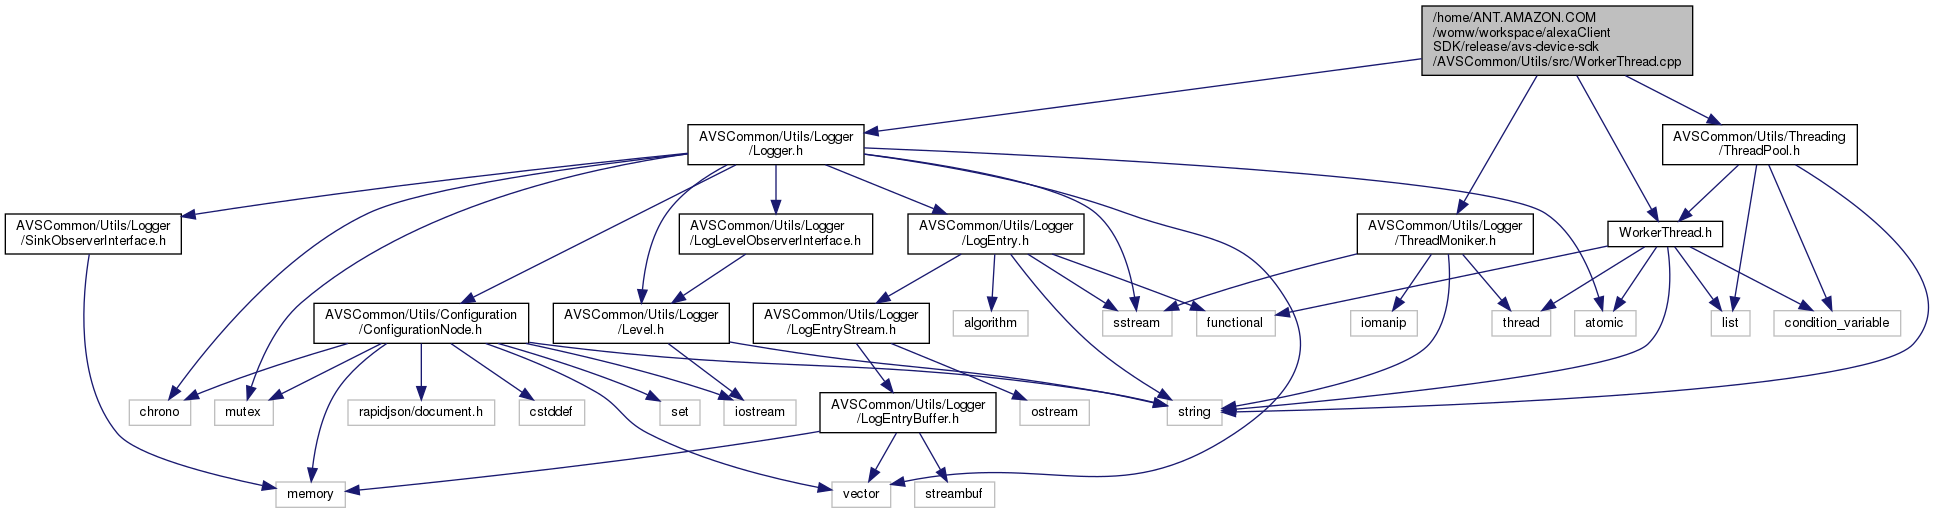 /home/ANT.AMAZON.COM
/womw/workspace/alexaClient
SDK/release/avs-device-sdk
/AVSCommon/Utils/src/WorkerThread.cpp
AVSCommon/Utils/Logger
/Logger.h
AVSCommon/Utils/Threading
/ThreadPool.h
AVSCommon/Utils/Logger
/SinkObserverInterface.h
AVSCommon/Utils/Logger
/LogLevelObserverInterface.h
AVSCommon/Utils/Logger
/LogEntry.h
AVSCommon/Utils/Logger
/ThreadMoniker.h
WorkerThread.h
AVSCommon/Utils/Configuration
/ConfigurationNode.h
AVSCommon/Utils/Logger
/Level.h
AVSCommon/Utils/Logger
/LogEntryStream.h
algorithm
sstream
functional
iomanip
thread
atomic
list
condition_variable
chrono
mutex
rapidjson/document.h
cstddef
set
iostream
AVSCommon/Utils/Logger
/LogEntryBuffer.h
ostream
string
memory
vector
streambuf